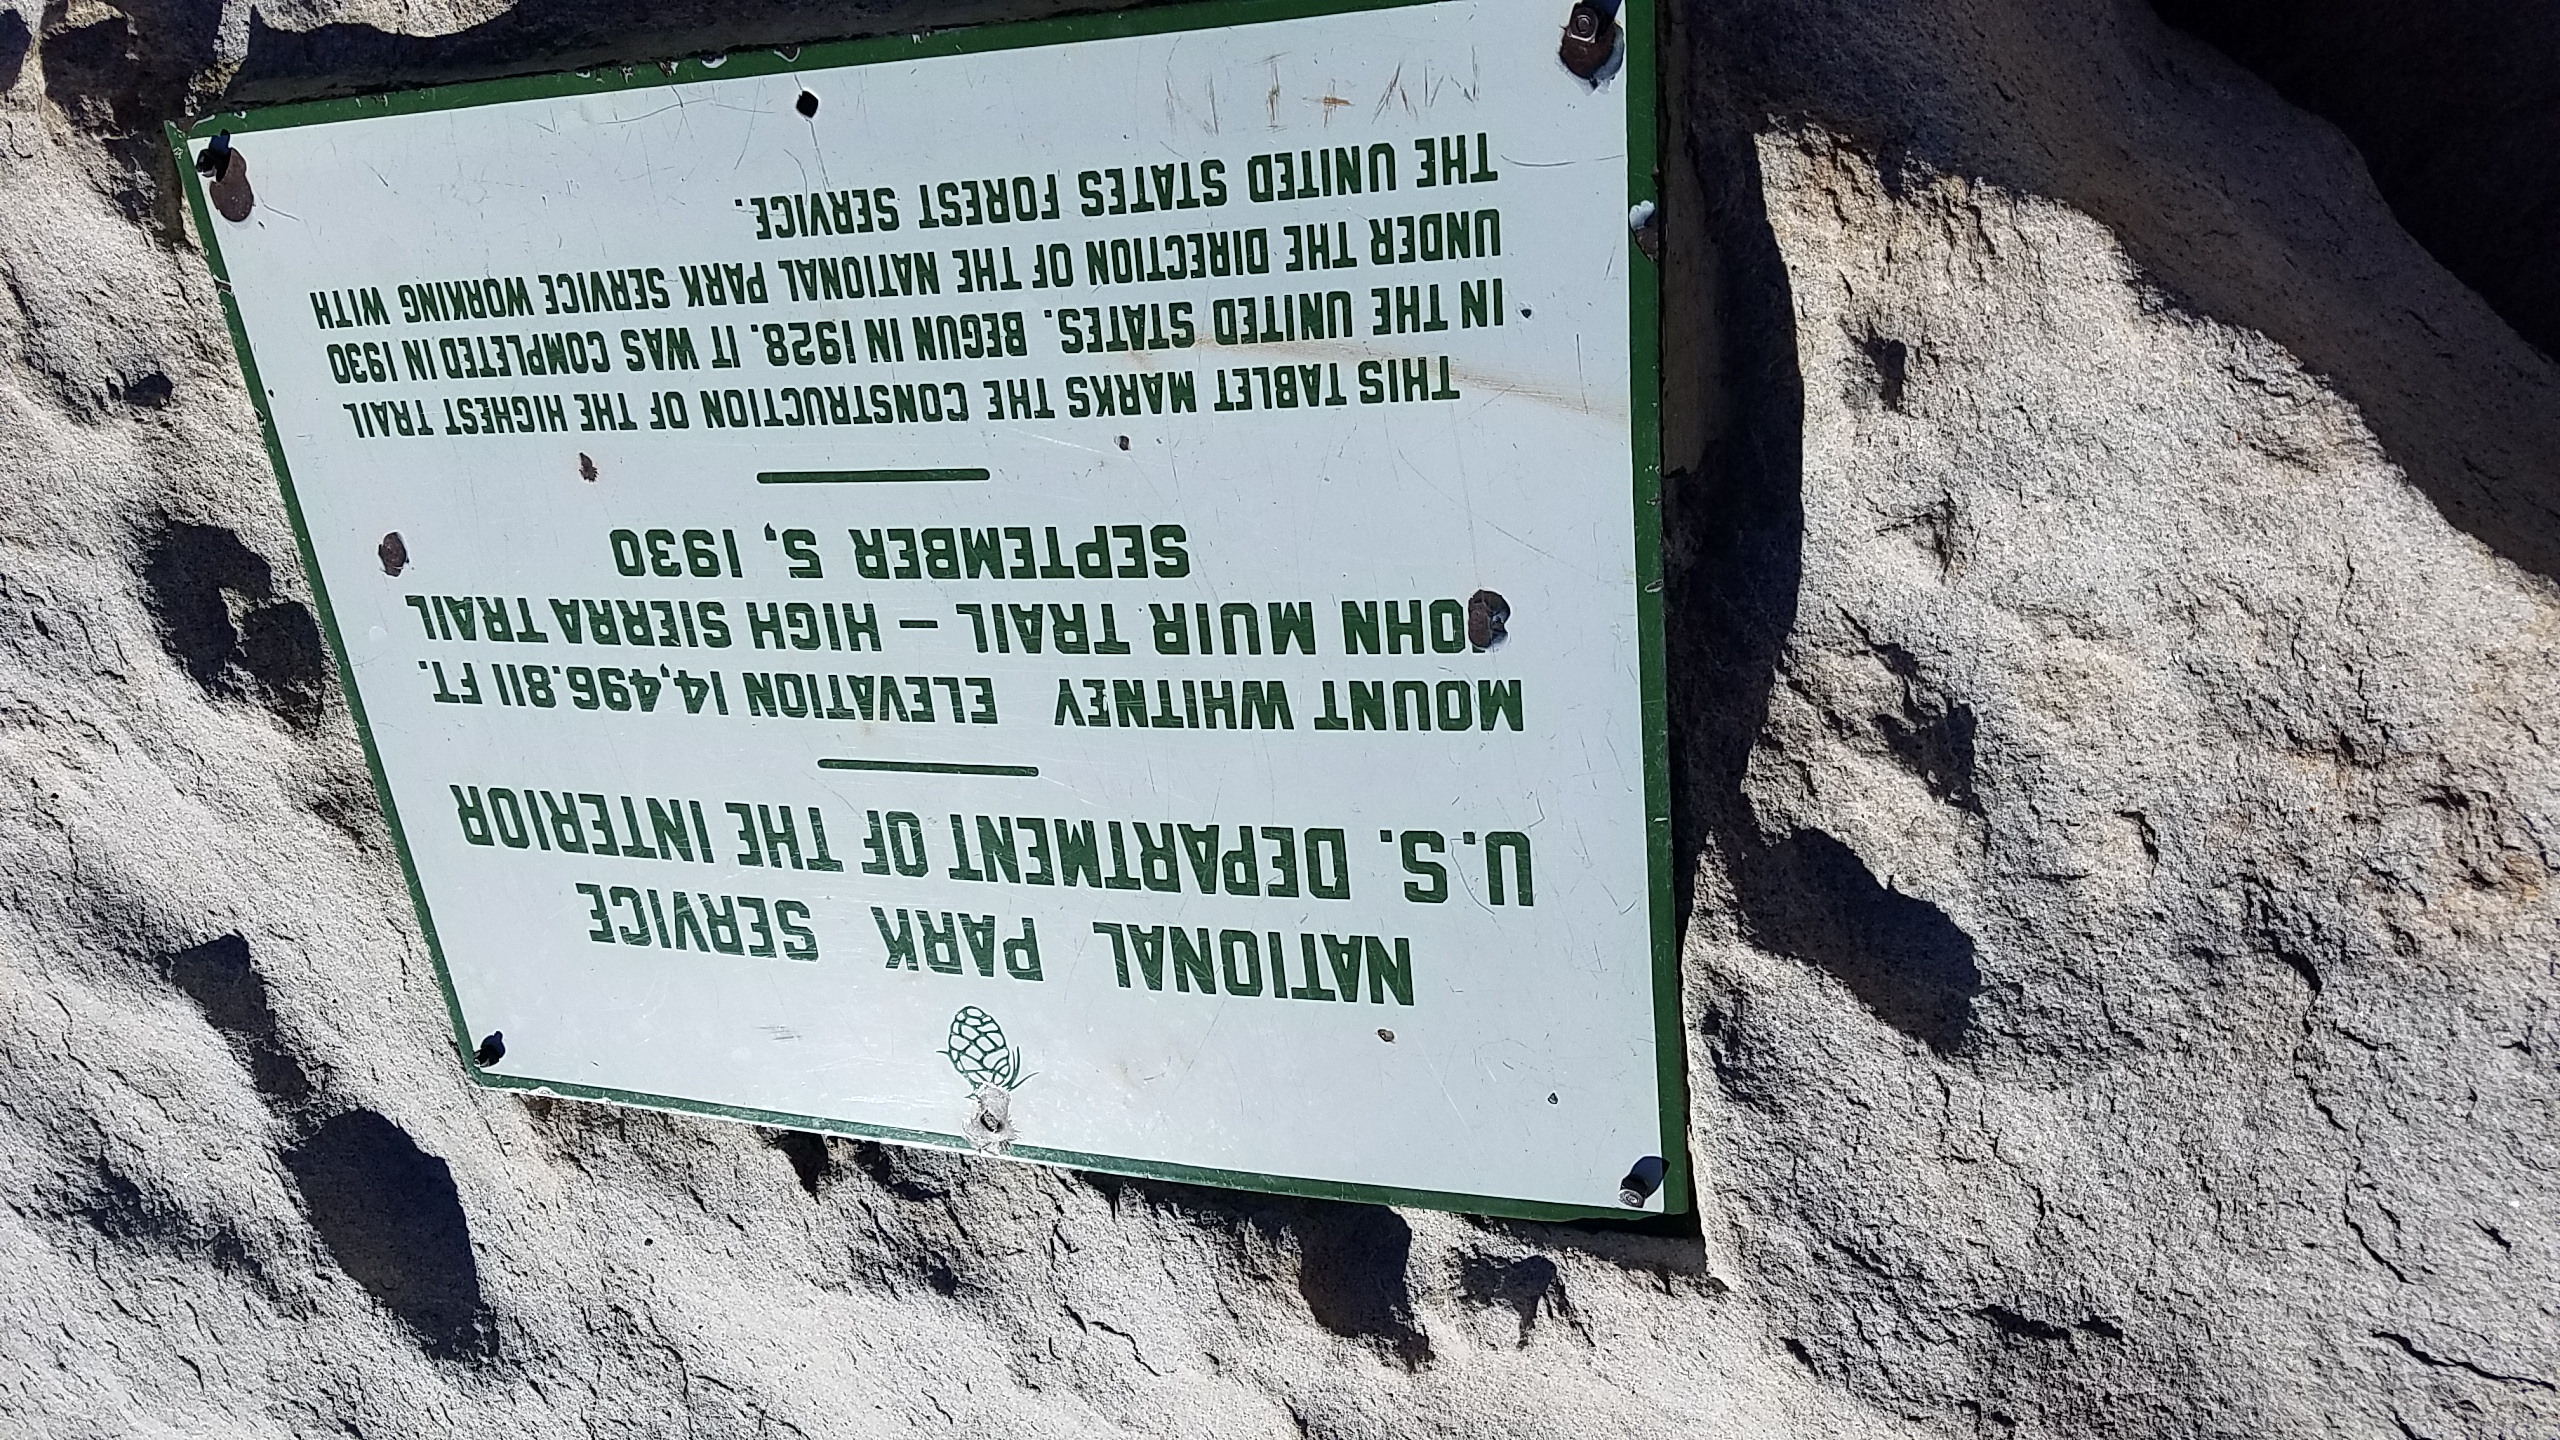 NATIONAL PARK SERVICE
U.S. DEPARTMENT OF THE INTERIOR
MOUNT WHITNEY ELEVATION 14,496.811 FT.
JOHN MUIR TRAIL – HIGH SIERRA TRAIL
SEPTEMBER 5, 1930
THIS TABLET MARKS THE CONSTRUCTION OF THE HIGHEST TRAIL
IN THE UNITED STATES. BEGUN IN 1928. IT WAS COMPLETED IN 1930
UNDER THE DIRECTION OF THE NATIONAL PARK SERVICE WORKING WITH
THE UNITED STATES FOREST SERVICE.